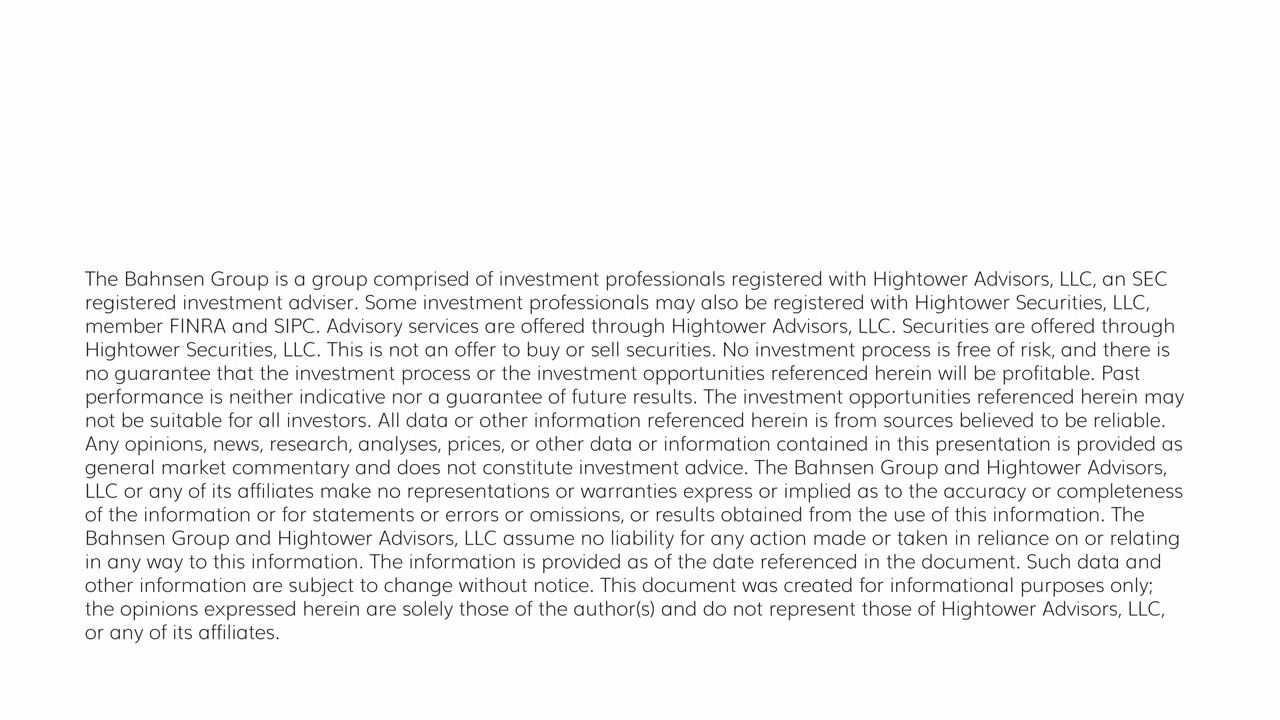 The Bahnsen Group is a group comprised of investment professionals registered with Hightower Advisors, LLC, an SEC
registered investment adviser. Some investment professionals may also be registered with Hightower Securities, LLC,
member FINRA and SIPC. Advisory services are offered through Hightower Advisors, LLC. Securities are offered through
Hightower Securities, LLC. This is not an offer to buy or sell securities. No investment process is free of risk, and there is
no guarantee that the investment process or the investment opportunities referenced herein will be profitable. Past
performance is neither indicative nor a guarantee of future results. The investment opportunities referenced herein may
not be suitable for all investors. All data or other information referenced herein is from sources believed to be reliable.
Any opinions, news, research, analyses, prices, or other data or information contained in this presentation is provided as
general market commentary and does not constitute investment advice. The Bahnsen Group and Hightower Advisors,
LLC or any of its affiliates make no representations or warranties express or implied as to the accuracy or completeness
of the information or for statements or errors or omissions, or results obtained from the use of this information. The
Bahnsen Group and Hightower Advisors, LLC assume no liability for any action made or taken in reliance on or relating
in any way to this information. The information is provided as of the date referenced in the document. Such data and
other information are subject to change without notice. This document was created for informational purposes only;
the opinions expressed herein are solely those of the author(s) and do not represent those of Hightower Advisors, LLC,
or any of its affiliates.